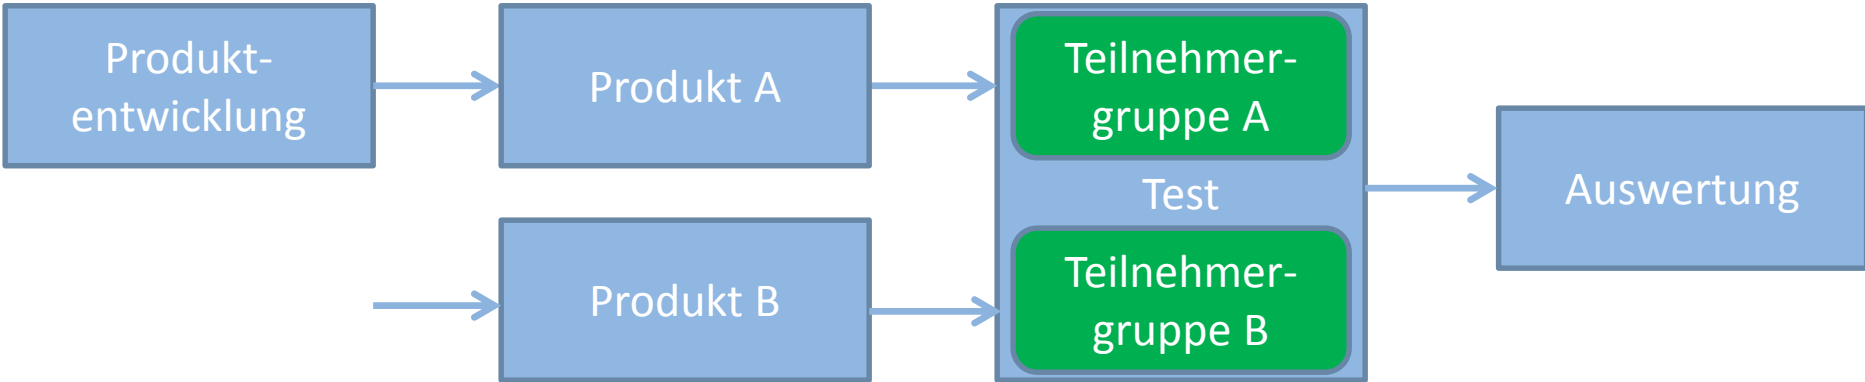 Produkt-
entwicklung
Produkt A
Teilnehmer-
gruppe A
Test
Produkt B
Teilnehmer-
gruppe B
Auswertung